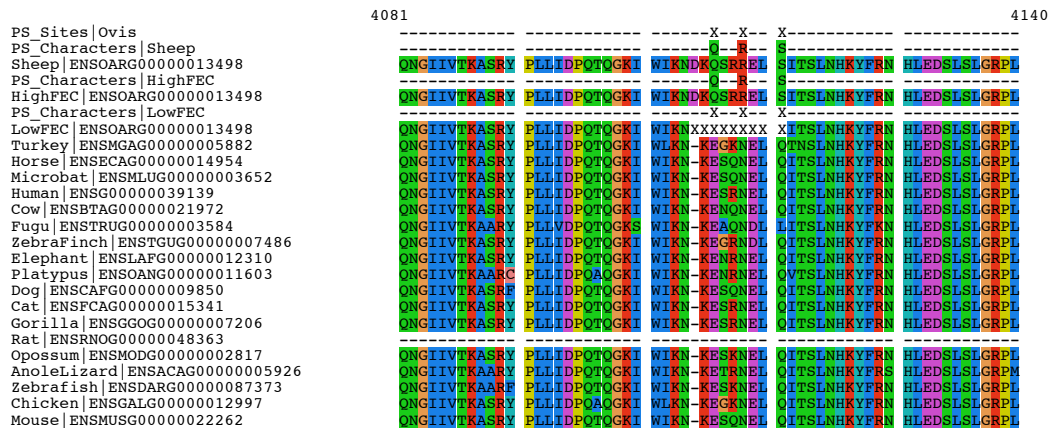 4081 4140
PS_Sites|Ovis ------------ ------------ ------X--X-- X----------- ------------
PS_Characters|Sheep ------------ ------------ ------Q--R-- S----------- ------------
Sheep|ENSOARG00000013498 QNGIIVTKASRY PLLIDPQTQGKI WIKNDKQSRREL SITSLNHKYFRN HLEDSLSLGRPL
PS_Characters|HighFEC ------------ ------------ ------Q--R-- S----------- ------------
HighFEC|ENSOARG00000013498 QNGIIVTKASRY PLLIDPQTQGKI WIKNDKQSRREL SITSLNHKYFRN HLEDSLSLGRPL
PS_Characters|LowFEC ------------ ------------ ------X--X-- X----------- ------------
LowFEC|ENSOARG00000013498 QNGIIVTKASRY PLLIDPQTQGKI WIKNXXXXXXXX XITSLNHKYFRN HLEDSLSLGRPL
Turkey|ENSMGAG00000005882 QNGIIVTKASRY PLLIDPQTQGKI WLKN-KEGKNEL QTNSLNHKYFRN HLEDSLSLGRPL
Horse|ENSECAG00000014954 QNGIIVTKASRY PLLIDPQTQGKI WIKN-KESQNEL QITSLNHKYFRN HLEDSLSLGRPL
Microbat|ENSMLUG00000003652 QNGIIVTKASRY PLLIDPQTQGKI WIKN-KESQNEL QITSLNHKYFRN HLEDSLSLGRPL
Human|ENSG00000039139 QNGIIVTKASRY PLLIDPQTQGKI WIKN-KESRNEL QITSLNHKYFRN HLEDSLSLGRPL
Cow|ENSBTAG00000021972 QNGIIVTKASRY PLLIDPQTQGKI WIKN-KENQNEL QITSLNHKYFRN HLEDSLSLGRPL
Fugu|ENSTRUG00000003584 QNGIIVTKAARY PLLVDPQTQGKS WIKN-KEAQNDL LITSLNHKYFRN HLEDSLSLGRPL
ZebraFinch|ENSTGUG00000007486 QNGIIVTKASRY PLLIDPQTQGKI WIKN-KEGRNDL QITSLNHKYFRN HLEDSLSLGRPL
Elephant|ENSLAFG00000012310 QNGIIVTKASRY PLLIDPQTQGKI WIKN-KENRNEL QITSLNHKYFRN HLEDSLSLGRPL
Platypus|ENSOANG00000011603 QNGIIVTKAARC PLLIDPQAQGKI WIKN-KENRNEL QVTSLNHKYFRN HLEDSLSLGRPL
Dog|ENSCAFG00000009850 QNGIIVTKASRF PLLIDPQTQGKI WIKN-KESQNEL QITSLNHKYFRN HLEDSLSLGRPL
Cat|ENSFCAG00000015341 QNGIIVTKASRY PLLIDPQTQGKI WIKN-KESRNEL QITSLNHKYFRN HLEDSLSLGRPL
Gorilla|ENSGGOG00000007206 QNGIIVTKASRY PLLIDPQTQGKI WIKN-KESRNEL QITSLNHKYFRN HLEDSLSLGRPL
Rat|ENSRNOG00000048363 ------------ ------------ ------------ ------------ ------------
Opossum|ENSMODG00000002817 QNGIIVTKASRY PLLIDPQTQGKI WIKN-KESKNEL QITSLNHKYFRN HLEDSLSLGRPL
AnoleLizard|ENSACAG00000005926 QNGIIVTKAARY PLLIDPQTQGKI WIKN-KETRNEL QITSLNHKYFRS HLEDSLSLGRPM
Zebrafish|ENSDARG00000087373 QNGIIVTKAARF PLLIDPQTQGKI WIKN-KESKNEL QITSLNHKYFRN HLEDSLSLGRPL
Chicken|ENSGALG00000012997 QNGIIVTKASRY PLLIDPQAQGKI WLKN-KEGKNEL QITSLNHKYFRN HLEDSLSLGRPL
Mouse|ENSMUSG00000022262 QNGIIVTKASRY PLLIDPQTQGKI WIKN-KESQNEL QITSLNHKYFRN HLEDSLSLGRPL